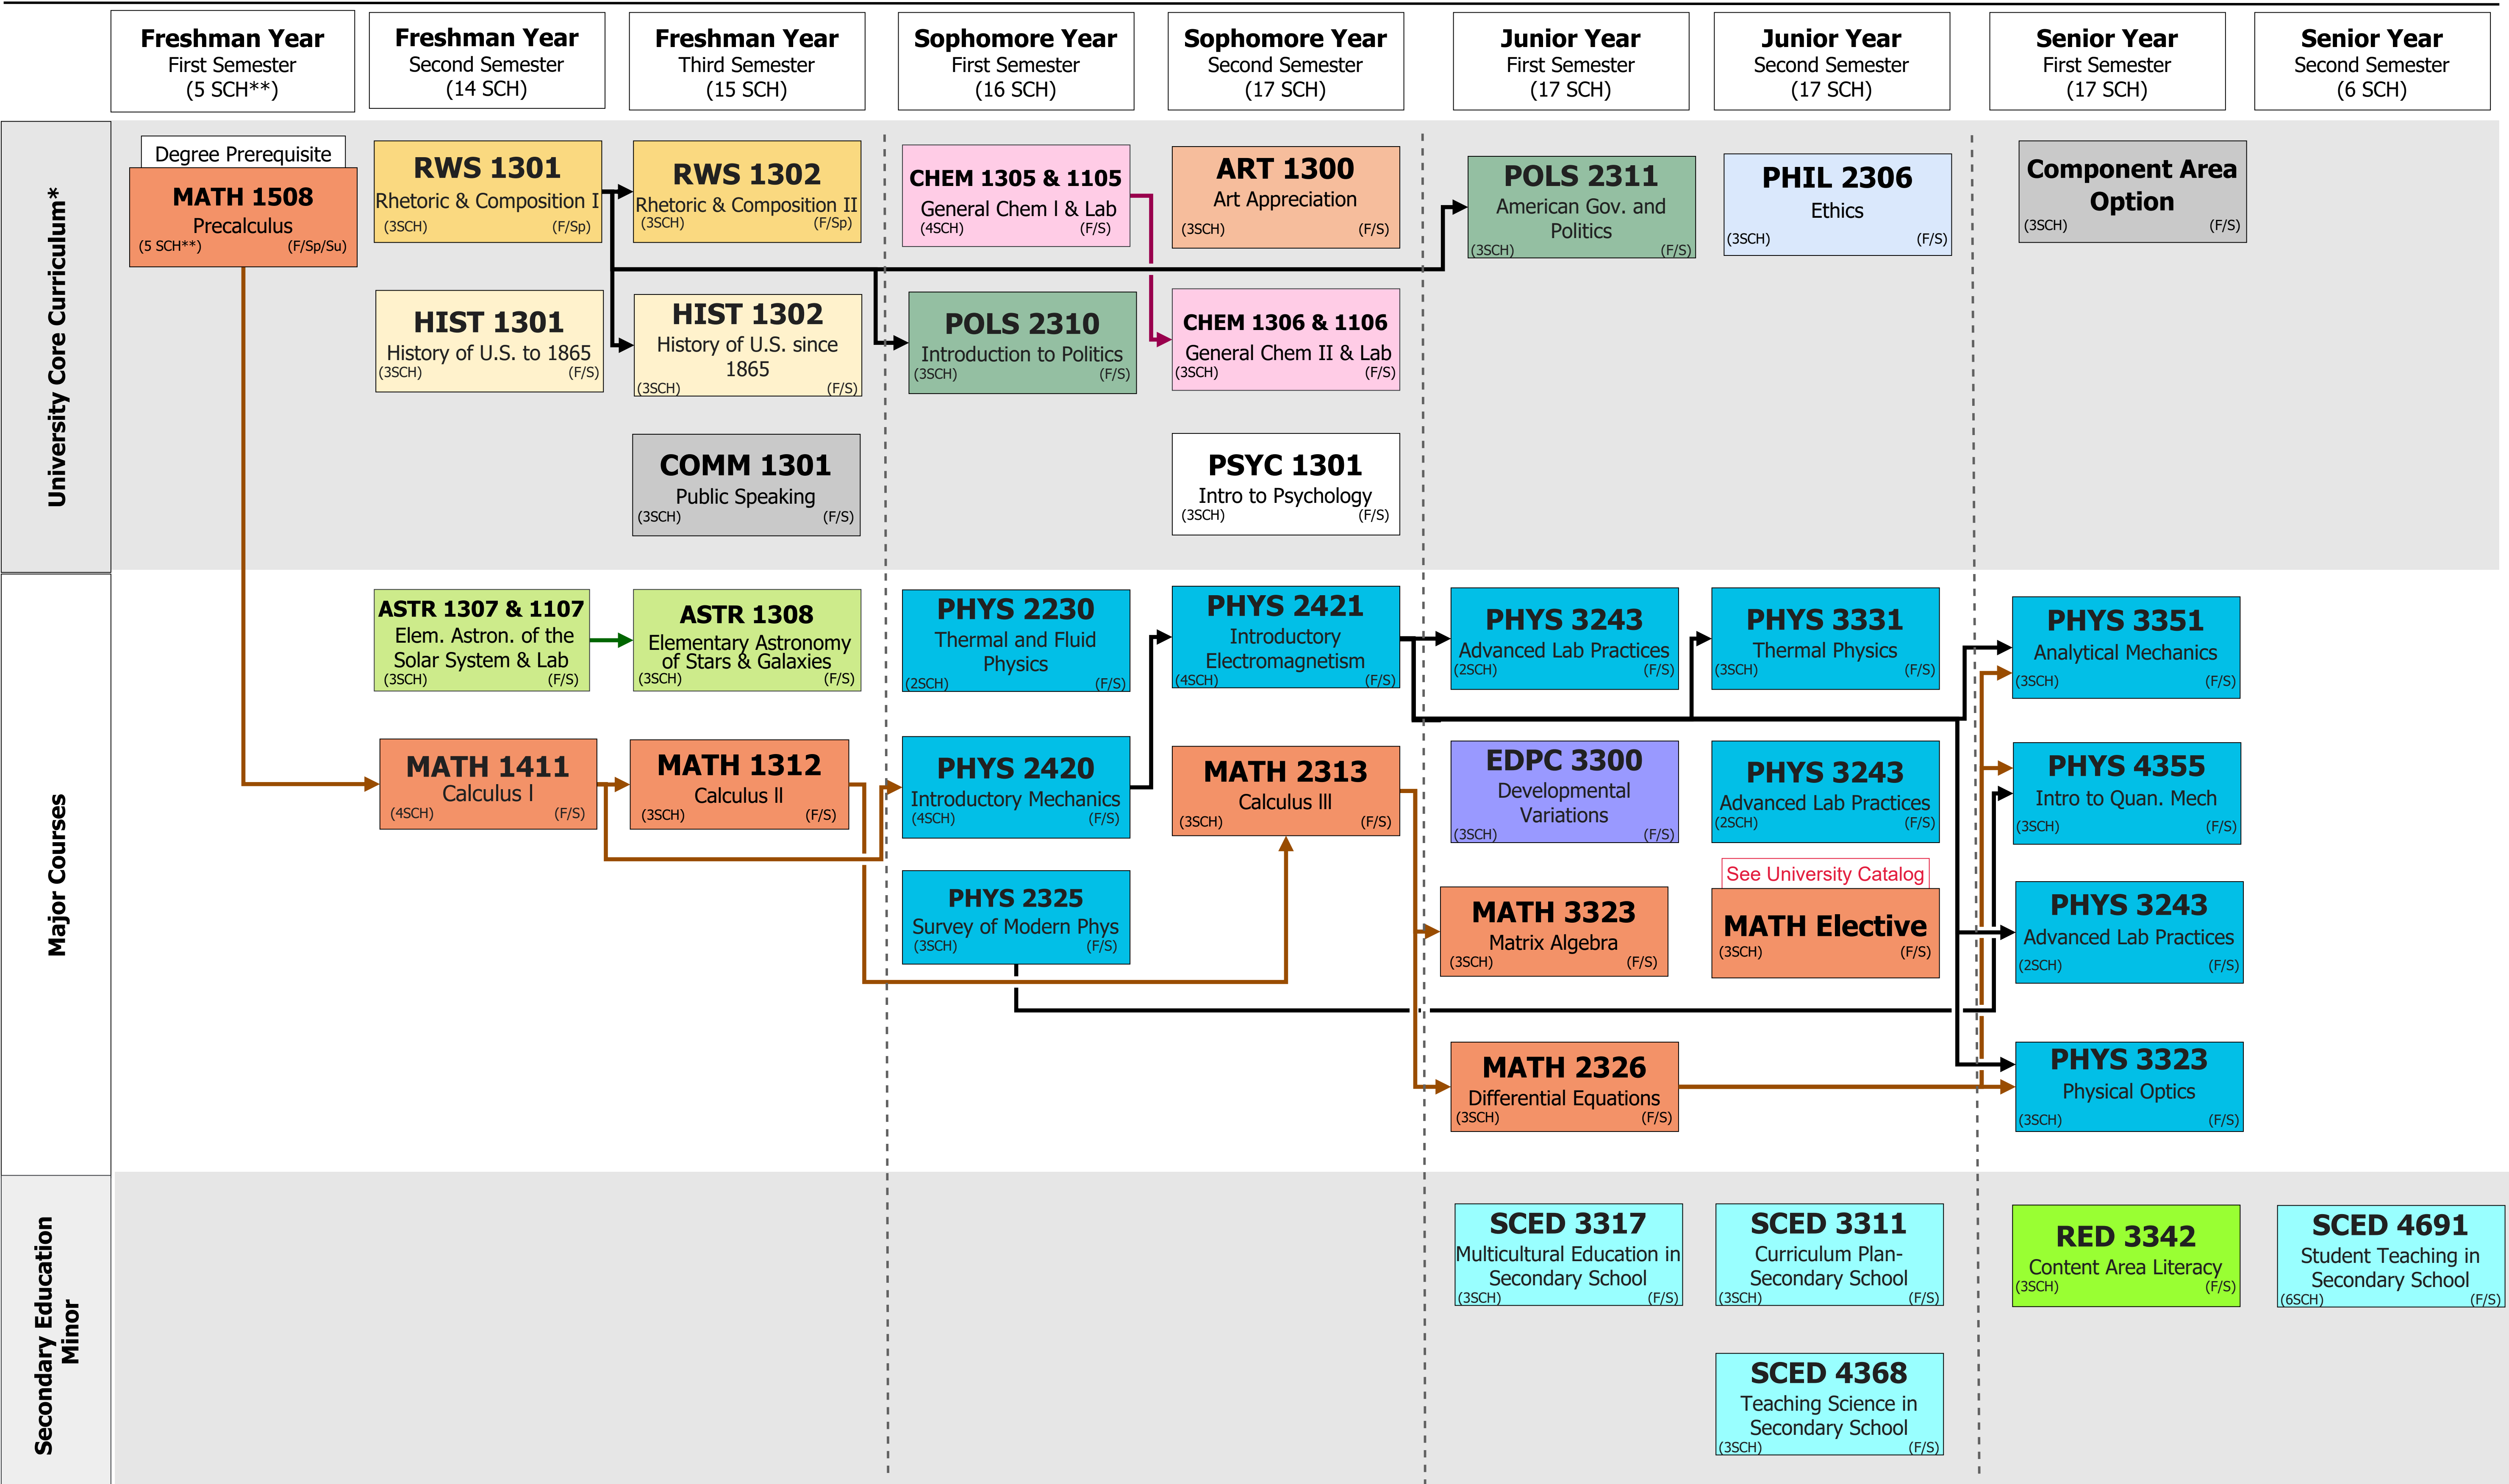 Freshman Year
First Semester
(5 SCH**)
Freshman Year
Second Semester
(14 SCH)
Freshman Year
Third Semester
(15 SCH)
Sophomore Year
First Semester
(16 SCH)
Sophomore Year
Second Semester
(17 SCH)
Junior Year
First Semester
(17 SCH)
Junior Year
Second Semester
(17 SCH)
Senior Year
First Semester
(17 SCH)
Senior Year
Second Semester
(6 SCH)
University Core Curriculum*
Degree Prerequisite
MATH 1508
Precalculus
(5 SCH**) (F/Sp/Su)
RWS 1301
Rhetoric & Composition I
(3SCH) (F/Sp)
RWS 1302
Rhetoric & Composition II
(3SCH) (F/Sp)
CHEM 1305 & 1105
General Chem l & Lab
(4SCH) (F/S)
ART 1300
Art Appreciation
(3SCH) (F/S)
POLS 2311
American Gov. and
Politics
(3SCH) (F/S)
PHIL 2306
Ethics
(3SCH) (F/S)
Component Area
Option
(3SCH) (F/S)
HIST 1301
History of U.S. to 1865
(3SCH) (F/S)
HIST 1302
History of U.S. since
1865
(3SCH) (F/S)
POLS 2310
Introduction to Politics
(3SCH) (F/S)
CHEM 1306 & 1106
General Chem II & Lab
(3SCH) (F/S)
COMM 1301
Public Speaking
(3SCH) (F/S)
PSYC 1301
Intro to Psychology
(3SCH) (F/S)
Major Courses
ASTR 1307 & 1107
Elem. Astron. of the
Solar System & Lab
(3SCH) (F/S)
ASTR 1308
Elementary Astronomy
of Stars & Galaxies
(3SCH) (F/S)
PHYS 2230
Thermal and Fluid
Physics
(2SCH) (F/S)
PHYS 2421
Introductory
Electromagnetism
(4SCH) (F/S)
PHYS 3243
Advanced Lab Practices
(2SCH) (F/S)
PHYS 3331
Thermal Physics
(3SCH) (F/S)
PHYS 3351
Analytical Mechanics
(3SCH) (F/S)
MATH 1411
Calculus l
(4SCH) (F/S)
MATH 1312
Calculus ll
(3SCH) (F/S)
PHYS 2420
Introductory Mechanics
(4SCH) (F/S)
MATH 2313
Calculus lll
(3SCH) (F/S)
EDPC 3300
Developmental
Variations
(3SCH) (F/S)
PHYS 3243
Advanced Lab Practices
(2SCH) (F/S)
PHYS 4355
Intro to Quan. Mech
(3SCH) (F/S)
PHYS 2325
Survey of Modern Phys
(3SCH) (F/S)
MATH 3323
Matrix Algebra
(3SCH) (F/S)
See University Catalog
MATH Elective
(3SCH) (F/S)
PHYS 3243
Advanced Lab Practices
(2SCH) (F/S)
MATH 2326
Differential Equations
(3SCH) (F/S)
PHYS 3323
Physical Optics
(3SCH) (F/S)
Secondary Education
Minor
SCED 3317
Multicultural Education in
Secondary School
(3SCH) (F/S)
SCED 3311
Curriculum Plan-
Secondary School
(3SCH) (F/S)
RED 3342
Content Area Literacy
(3SCH) (F/S)
SCED 4691
Student Teaching in
Secondary School
(6SCH) (F/S)
SCED 4368
Teaching Science in
Secondary School
(3SCH) (F/S)